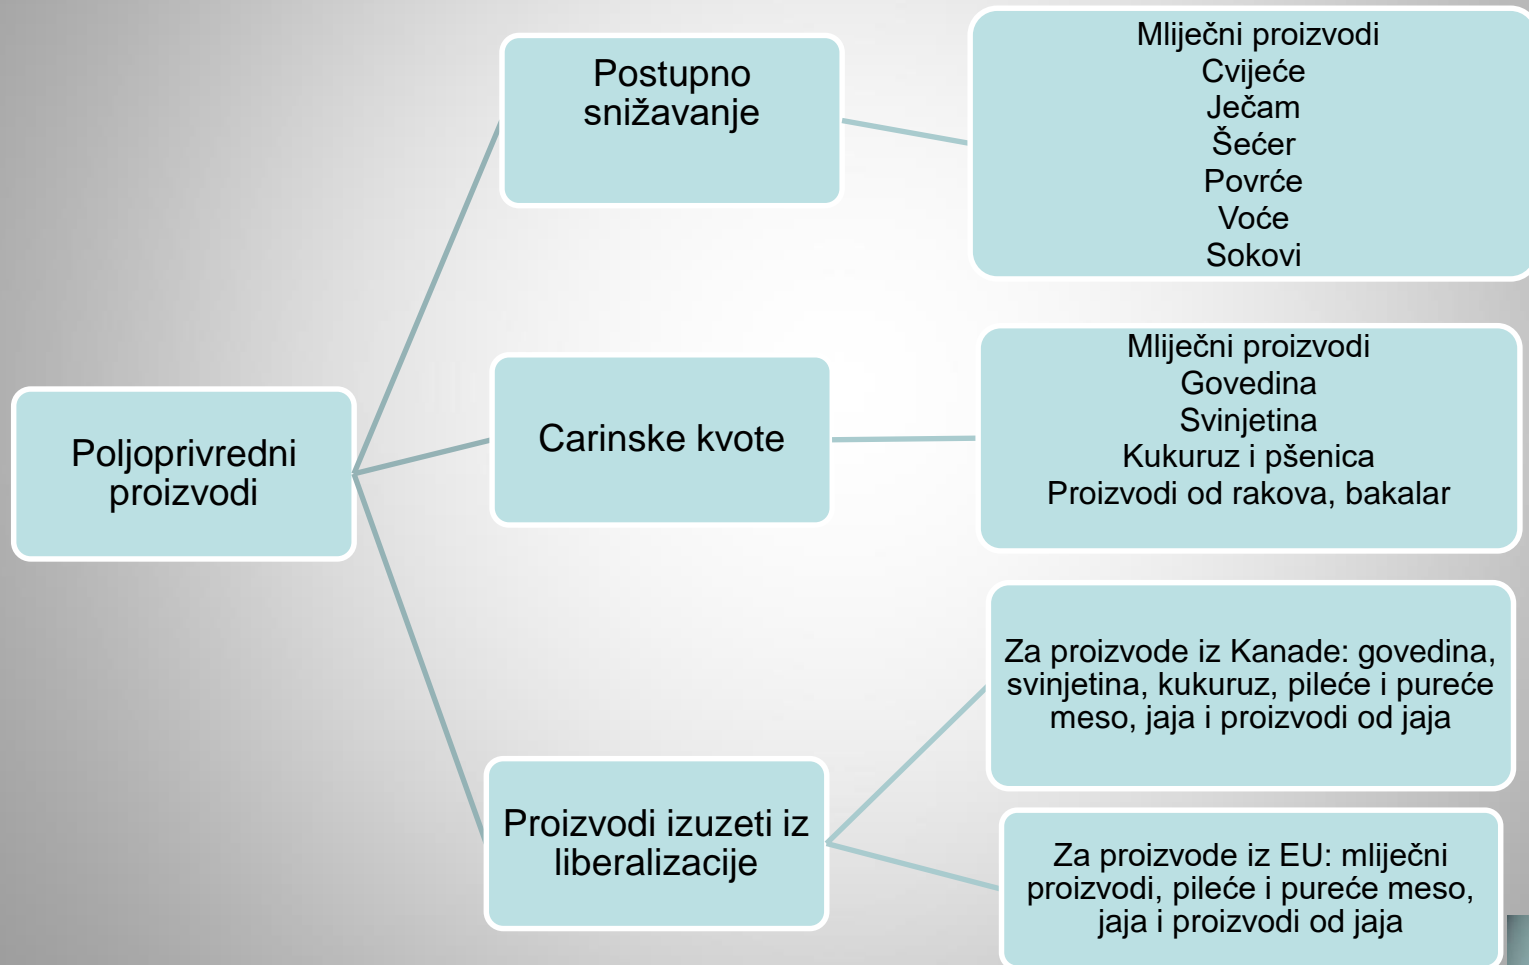 Poljoprivredni
proizvodi
Postupno
snižavanje
Mliječni proizvodi
Cvijeće
Ječam
Šećer
Povrće
Voće
Sokovi
Carinske kvote
Mliječni proizvodi
Govedina
Svinjetina
Kukuruz i pšenica
Proizvodi od rakova, bakalar
Proizvodi izuzeti iz
liberalizacije
Za proizvode iz Kanade: govedina,
svinjetina, kukuruz, pileće i pureće
meso, jaja i proizvodi od jaja
Za proizvode iz EU: mliječni
proizvodi, pileće i pureće meso,
jaja i proizvodi od jaja